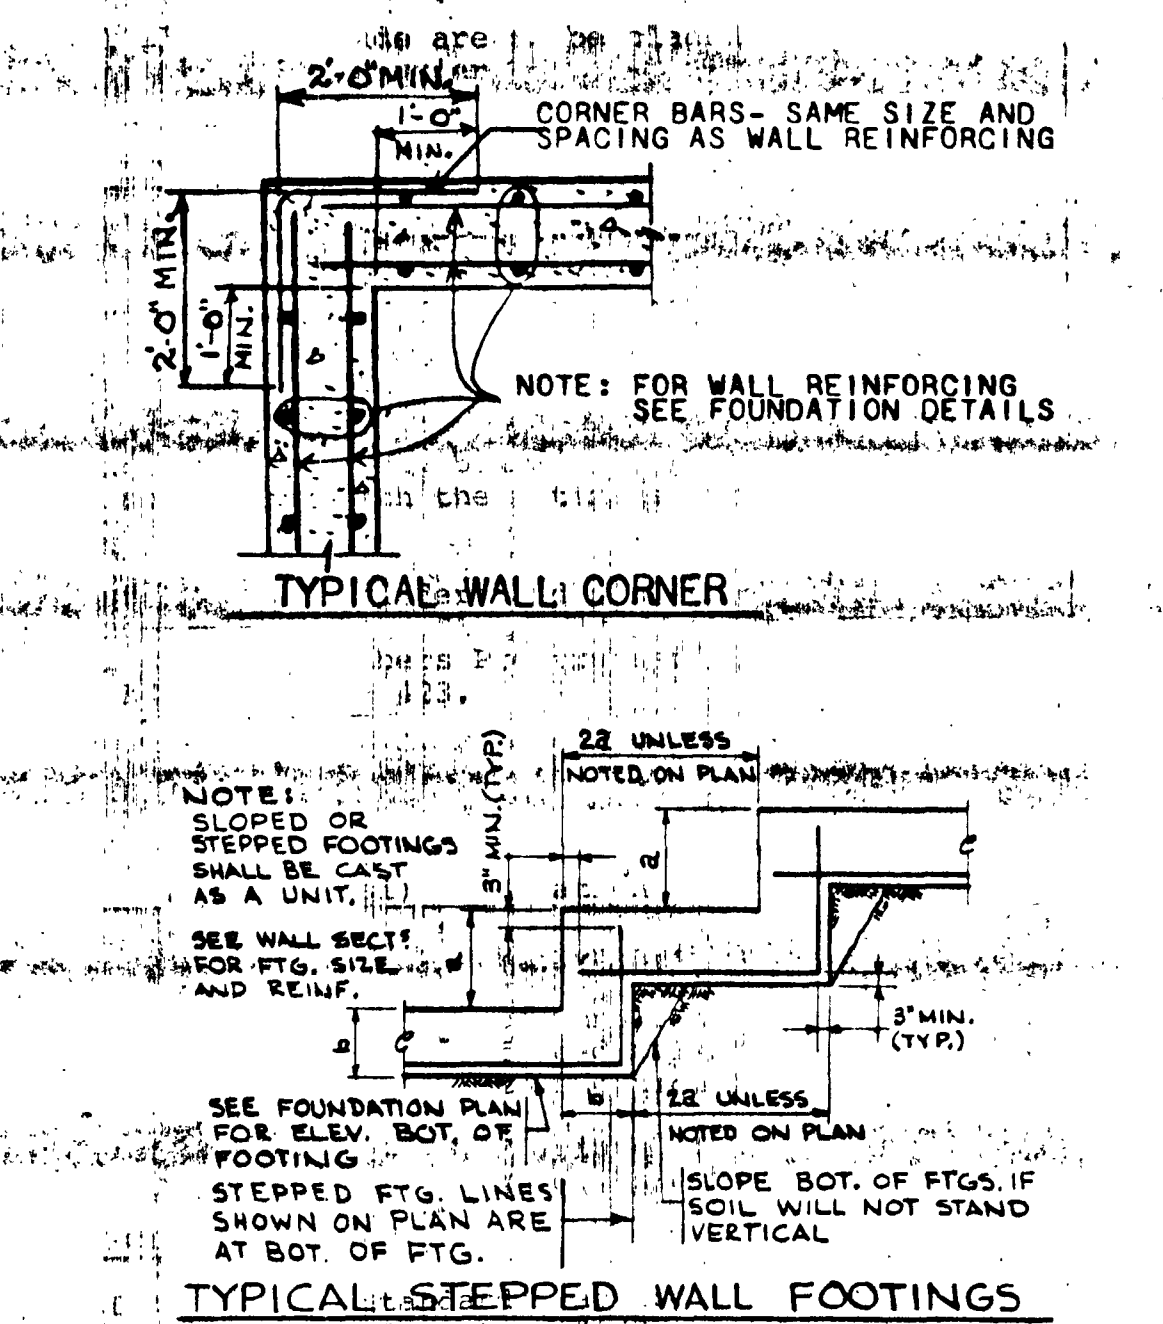 are
2'-0" MIN.
1'-0"
MIN.
CORNER BARS- SAME SIZE AND
SPACING AS WALL REINFORCING
2'-0" MIN.
1'-0"
MIN.
NOTE: FOR WALL REINFORCING
SEE FOUNDATION DETAILS
the
TYPICAL WALL CORNER
2a UNLESS
NOTED ON PLAN
3" MIN. (TYP.)
NOTE:
SLOPED OR
STEPPED FOOTINGS
SHALL BE CAST
AS A UNIT.
a
SEE WALL SECTS
FOR FTG. SIZE
AND REINF.
a
b
3" MIN.
(TYP.)
SEE FOUNDATION PLAN
FOR ELEV. BOT. OF
FOOTING
b
2a UNLESS
NOTED ON PLAN
STEPPED FTG. LINES
SHOWN ON PLAN ARE
AT BOT. OF FTG.
SLOPE BOT. OF FTGS. IF
SOIL WILL NOT STAND
VERTICAL
TYPICAL STEPPED WALL FOOTINGS